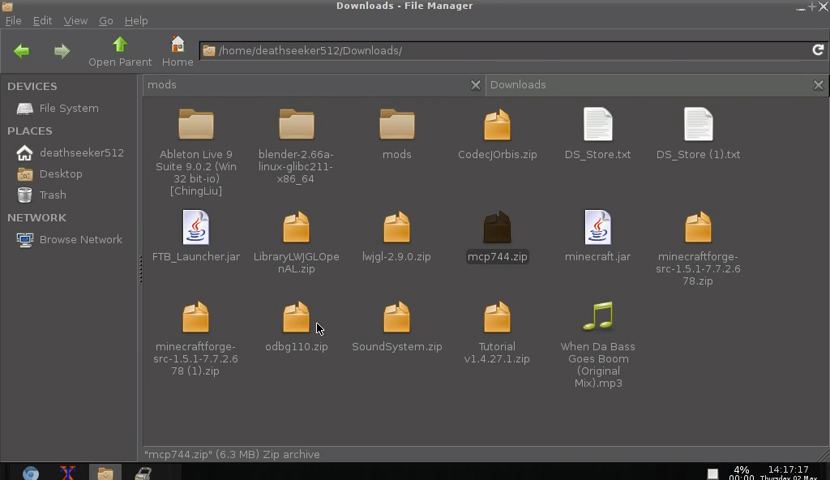 Downloads - File Manager
File Edit View Go Help
Open Parent Home /home/deathseeker512/Downloads/
DEVICES
File System
PLACES
deathseeker512
Desktop
Trash
NETWORK
Browse Network
mods
Downloads
Ableton Live 9
Suite 9.0.2 (Win
32 bit-io)
[ChingLiu]
blender-2.66a-
linux-glibc211-
x86_64
mods
CodecJOrbis.zip
DS_Store.txt
DS_Store (1).txt
FTB_Launcher.jar
LibraryLWJGLOpe
nAL.zip
lwjgl-2.9.0.zip
mcp744.zip
minecraft.jar
minecraftforge-
src-1.5.1-7.7.2.6
78.zip
minecraftforge-
src-1.5.1-7.7.2.6
78 (1).zip
odbg110.zip
SoundSystem.zip
Tutorial
v1.4.27.1.zip
When Da Bass
Goes Boom
(Original
Mix).mp3
"mcp744.zip" (6.3 MB) Zip archive
4%
00:00
14:17:17
Thursday 02 May